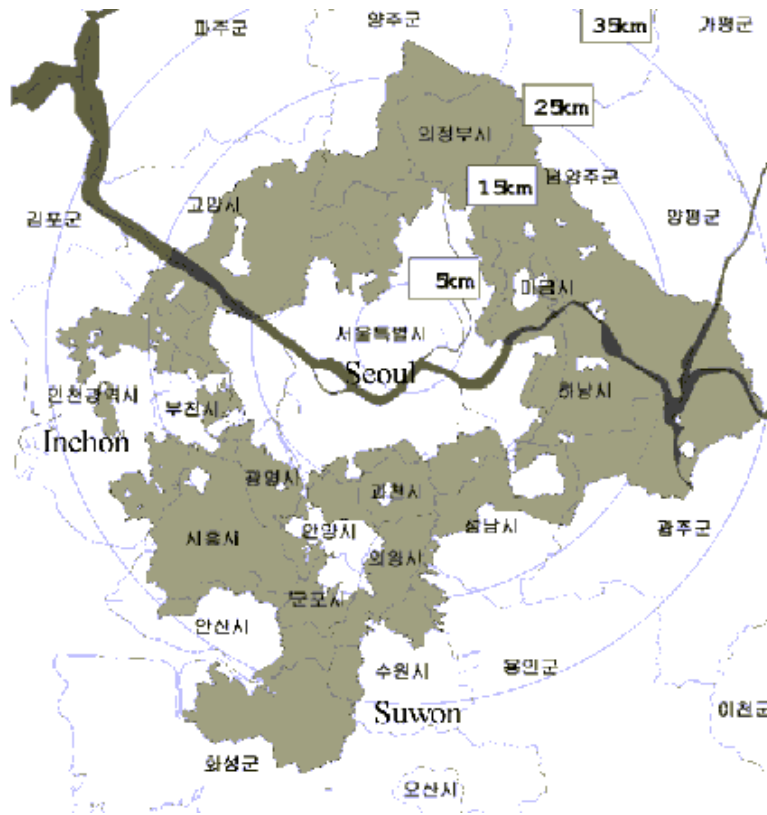 양주군
35km
파주군
가평군
25km
의정부시
15km
남양주군
고양시
김포군
양평군
5km
미금시
서울특별시
Seoul
인천광역시
부천시
하남시
Inchon
광명시
과천시
안양시
성남시
광주군
시흥시
의왕시
군포시
안산시
수원시
용인군
이천군
Suwon
화성군
오산시